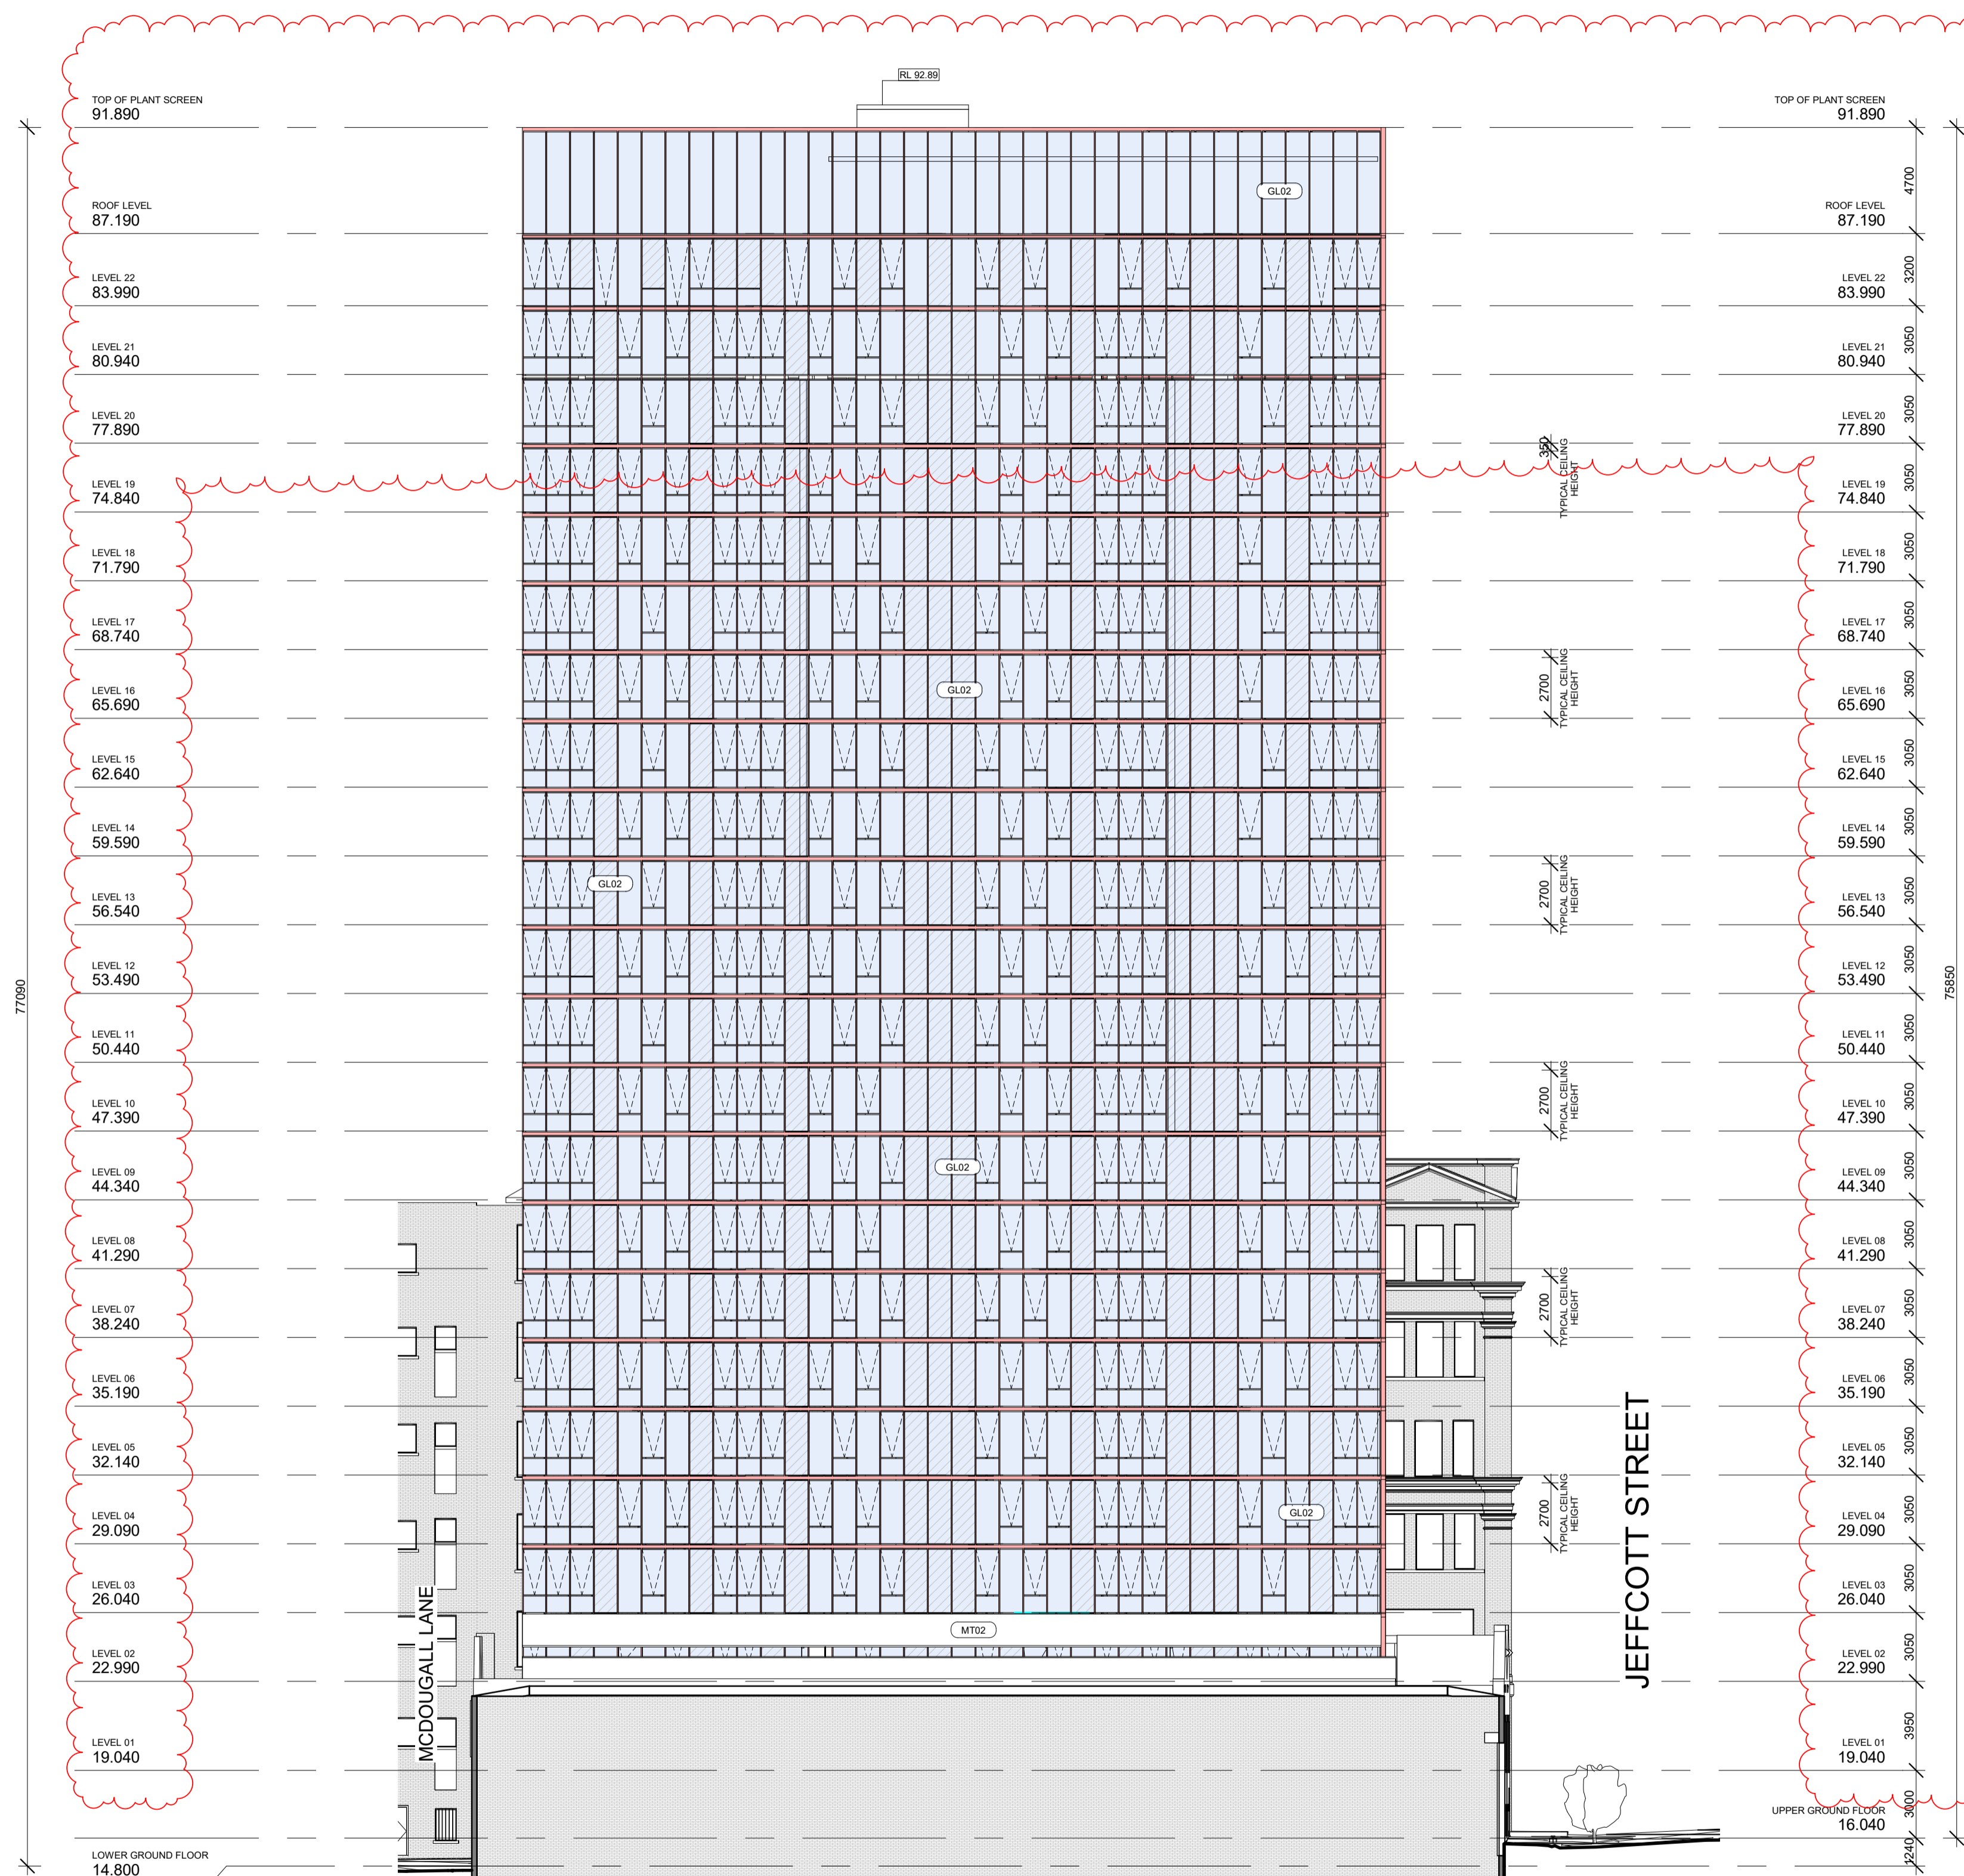 RL 92.89
TOP OF PLANT SCREEN
91.890
TOP OF PLANT SCREEN
91.890
4700
GL02
ROOF LEVEL
87.190
ROOF LEVEL
87.190
3200
LEVEL 22
83.990
LEVEL 22
83.990
3050
LEVEL 21
80.940
LEVEL 21
80.940
3050
LEVEL 20
77.890
LEVEL 20
77.890
350
TYPICAL CEILING
HEIGHT
3050
LEVEL 19
74.840
LEVEL 19
74.840
3050
LEVEL 18
71.790
LEVEL 18
71.790
3050
LEVEL 17
68.740
LEVEL 17
68.740
GL02
2700
TYPICAL CEILING
HEIGHT
3050
LEVEL 16
65.690
LEVEL 16
65.690
3050
LEVEL 15
62.640
LEVEL 15
62.640
3050
LEVEL 14
59.590
LEVEL 14
59.590
GL02
2700
TYPICAL CEILING
HEIGHT
3050
LEVEL 13
56.540
LEVEL 13
56.540
3050
LEVEL 12
53.490
LEVEL 12
53.490
77090
75850
3050
LEVEL 11
50.440
LEVEL 11
50.440
2700
TYPICAL CEILING
HEIGHT
3050
LEVEL 10
47.390
LEVEL 10
47.390
GL02
3050
LEVEL 09
44.340
LEVEL 09
44.340
3050
LEVEL 08
41.290
LEVEL 08
41.290
2700
TYPICAL CEILING
HEIGHT
3050
LEVEL 07
38.240
LEVEL 07
38.240
3050
LEVEL 06
35.190
LEVEL 06
35.190
3050
LEVEL 05
32.140
LEVEL 05
32.140
GL02
2700
TYPICAL CEILING
HEIGHT
3050
LEVEL 04
29.090
LEVEL 04
29.090
JEFFCOTT STREET
3050
LEVEL 03
26.040
LEVEL 03
26.040
MCDOUGALL LANE
MT02
3050
LEVEL 02
22.990
LEVEL 02
22.990
3950
LEVEL 01
19.040
LEVEL 01
19.040
3000
UPPER GROUND FLOOR
16.040
1240
LOWER GROUND FLOOR
14.800